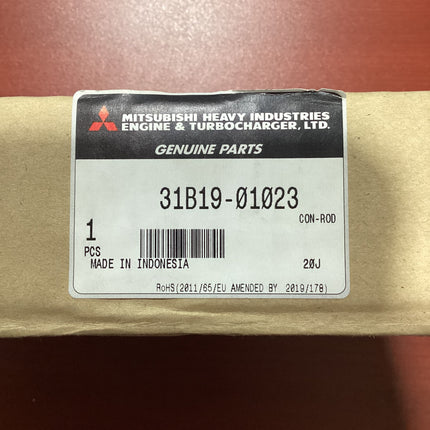 MITSUBISHI HEAVY INDUSTRIES
ENGINE & TURBOCHARGER, LTD.
GENUINE PARTS
31B19-01023
CON-ROD
1
PCS
MADE IN INDONESIA 20J
RoHS(2011/65/EU AMENDED BY 2019/178)